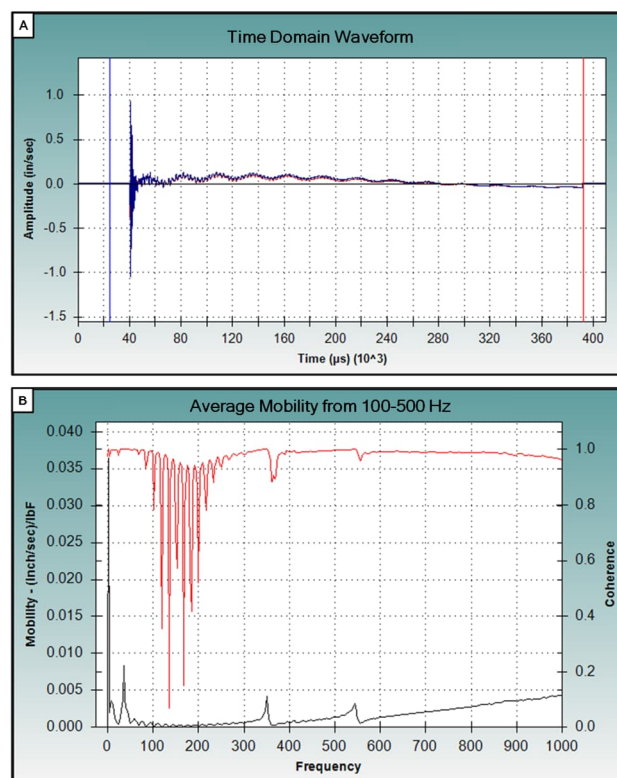 A
Time Domain Waveform
1.0
0.5
0.0
-0.5
-1.0
-1.5
Amplitude (in/sec)
0 40 80 120 160 200 240 280 320 360 400
Time (µs) (10^3)
B
Average Mobility from 100-500 Hz
0.040
0.035
0.030
0.025
0.020
0.015
0.010
0.005
0.000
Mobility - (Inch/sec)/lbF
1.0
0.8
0.6
0.4
0.2
0.0
Coherence
0 100 200 300 400 500 600 700 800 900 1000
Frequency